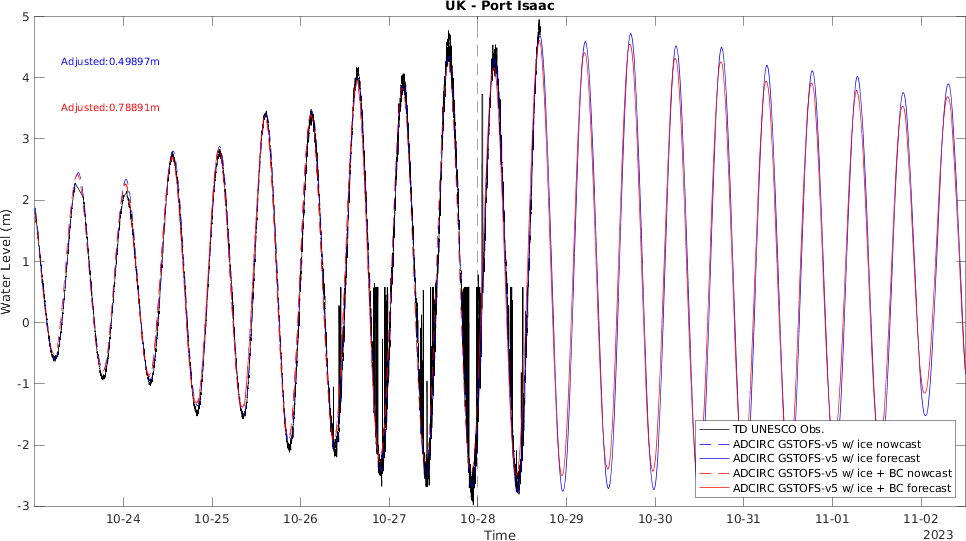 UK - Port Isaac
Adjusted:0.49897m
Adjusted:0.78891m
Water Level (m)
5
4
3
2
1
0
-1
-2
-3
TD UNESCO Obs.
ADCIRC GSTOFS-v5 w/ ice nowcast
ADCIRC GSTOFS-v5 w/ ice forecast
ADCIRC GSTOFS-v5 w/ ice + BC nowcast
ADCIRC GSTOFS-v5 w/ ice + BC forecast
10-24 10-25 10-26 10-27 10-28 10-29 10-30 10-31 11-01 11-02
2023
Time